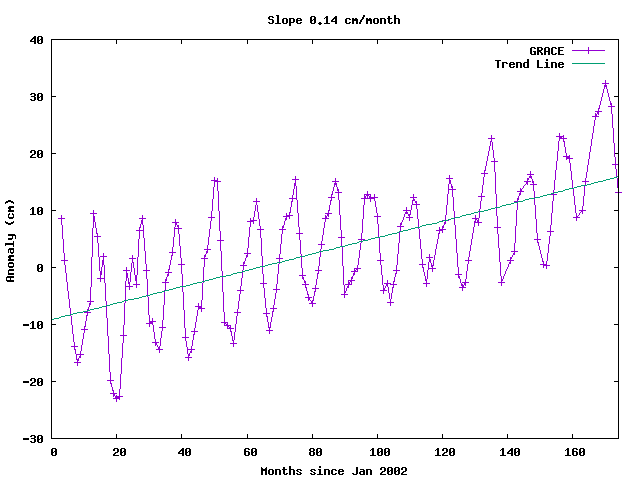 Slope 0.14 cm/month
GRACE
Trend Line
40
30
20
10
0
-10
-20
-30
Anomaly (cm)
0 20 40 60 80 100 120 140 160
Months since Jan 2002